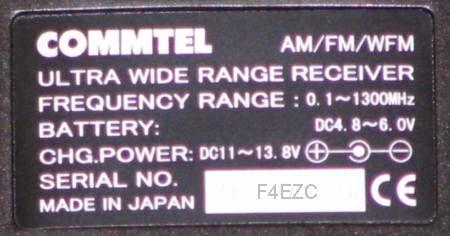 COMMTEL AM/FM/WFM
ULTRA WIDE RANGE RECEIVER
FREQUENCY RANGE : 0.1~1300MHz
BATTERY: DC4.8~6.0V
CHG.POWER: DC11~13.8V
SERIAL NO. F4EZC
MADE IN JAPAN CE